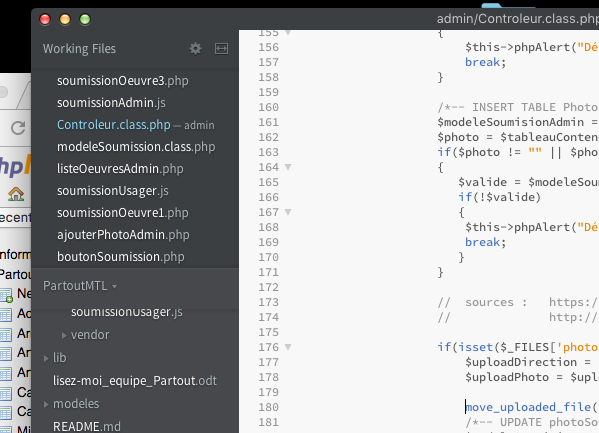 admin/Controleur.class.php
Working Files
soumissionOeuvre3.php
soumissionAdmin.js
Controleur.class.php — admin
modeleSoumission.class.php
listeOeuvresAdmin.php
soumissionUsager.js
soumissionOeuvre1.php
ajouterPhotoAdmin.php
boutonSoumission.php
PartoutMTL
soumissionUsager.js
vendor
lib
lisez-moi_equipe_Partout.odt
modeles
README.md
155 {
156 $this->phpAlert("Dé
157 break;
158 }
159
160 /*-- INSERT TABLE Photo
161 $modeleSoumisionAdmin =
162 $photo = $tableauConten
163 if($photo != "" || $pho
164 {
165 $valide = $modeleSou
166 if(!$valide)
167 {
168 $this->phpAlert("Dé
169 break;
170 }
171 }
172
173 // sources : https:/
174 // http:/
175
176 if(isset($_FILES['photo
177 $uploadDirection =
178 $uploadPhoto = $upl
179
180 move_uploaded_file(
181 /*-- UPDATE photoSo
hp
ecent
nform
Partou
Ne
Ac
Ar
Ar
Ar
Ca
Ca